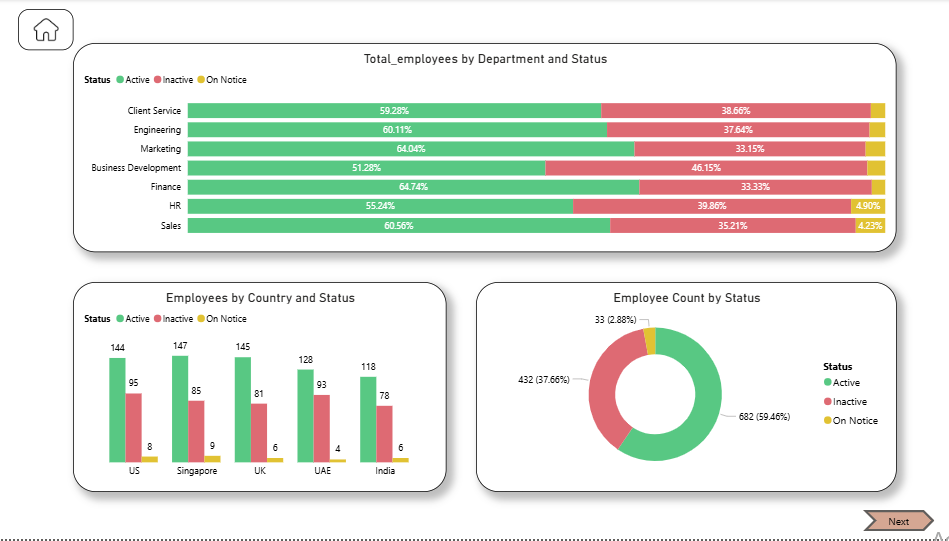 Total_employees by Department and Status
Status Active Inactive On Notice
Client Service 59.28% 38.66%
Engineering 60.11% 37.64%
Marketing 64.04% 33.15%
Business Development 51.28% 46.15%
Finance 64.74% 33.33%
HR 55.24% 39.86% 4.90%
Sales 60.56% 35.21% 4.23%
Employees by Country and Status
Status Active Inactive On Notice
144 95 8
147 85 9
145 81 6
128 93 4
118 78 6
US Singapore UK UAE India
Employee Count by Status
33 (2.88%)
432 (37.66%)
682 (59.46%)
Status
Active
Inactive
On Notice
Next